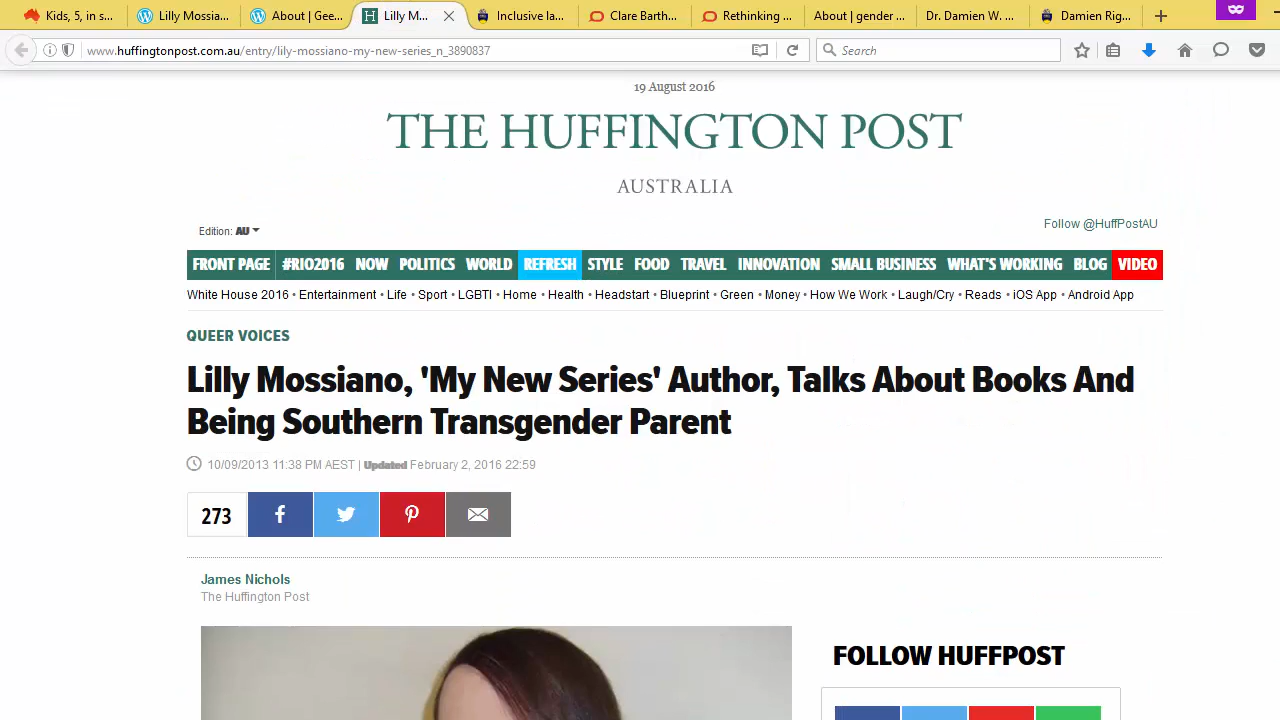 Kids, 5, in s...
Lilly Mossia...
About | Gee...
Lilly M...
Inclusive la...
Clare Barth...
Rethinking ...
About | gender ...
Dr. Damien W. ...
Damien Rig...
www.huffingtonpost.com.au/entry/lily-mossiano-my-new-series_n_3890837
Search
19 August 2016
THE HUFFINGTON POST
AUSTRALIA
Edition: AU
Follow @HuffPostAU
FRONT PAGE #RIO2016 NOW POLITICS WORLD REFRESH STYLE FOOD TRAVEL INNOVATION SMALL BUSINESS WHAT'S WORKING BLOG VIDEO
White House 2016 • Entertainment • Life • Sport • LGBTI • Home • Health • Headstart • Blueprint • Green • Money • How We Work • Laugh/Cry • Reads • iOS App • Android App
QUEER VOICES
Lilly Mossiano, 'My New Series' Author, Talks About Books And
Being Southern Transgender Parent
10/09/2013 11:38 PM AEST | Updated February 2, 2016 22:59
273
James Nichols
The Huffington Post
FOLLOW HUFFPOST